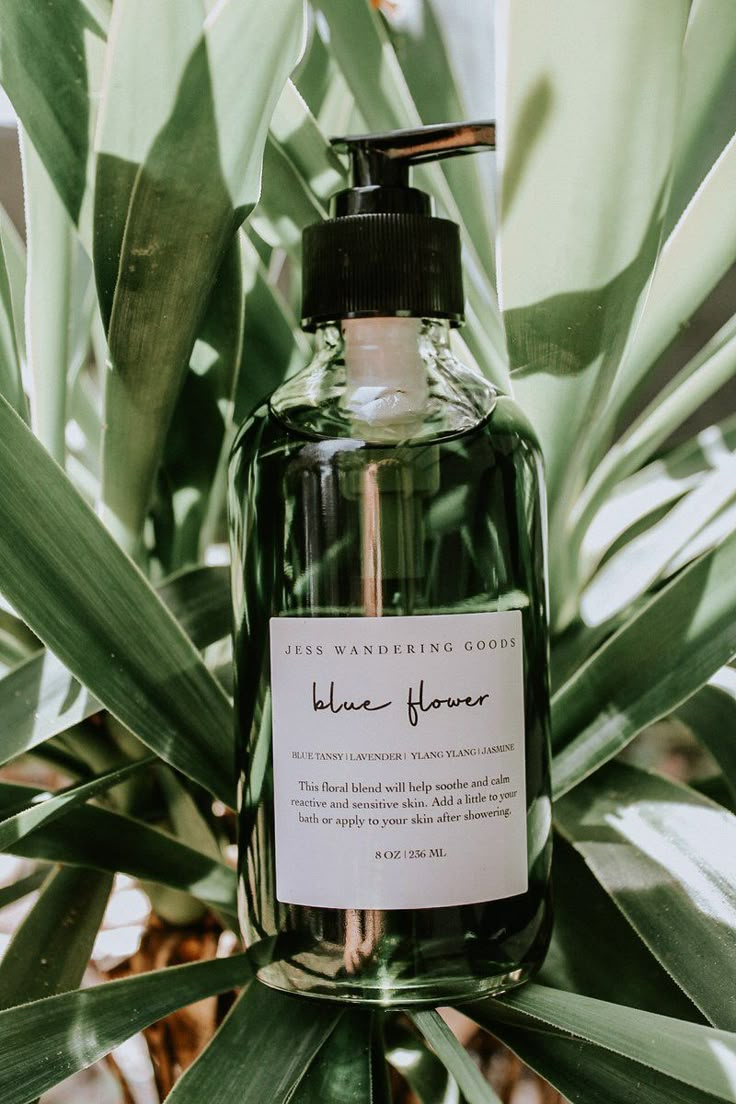 JESS WANDERING GOODS
blue flower
BLUE TANSY | LAVENDER | YLANG YLANG | JASMINE
This floral blend will help soothe and calm
reactive and sensitive skin. Add a little to your
bath or apply to your skin after showering.
8 OZ | 236 ML